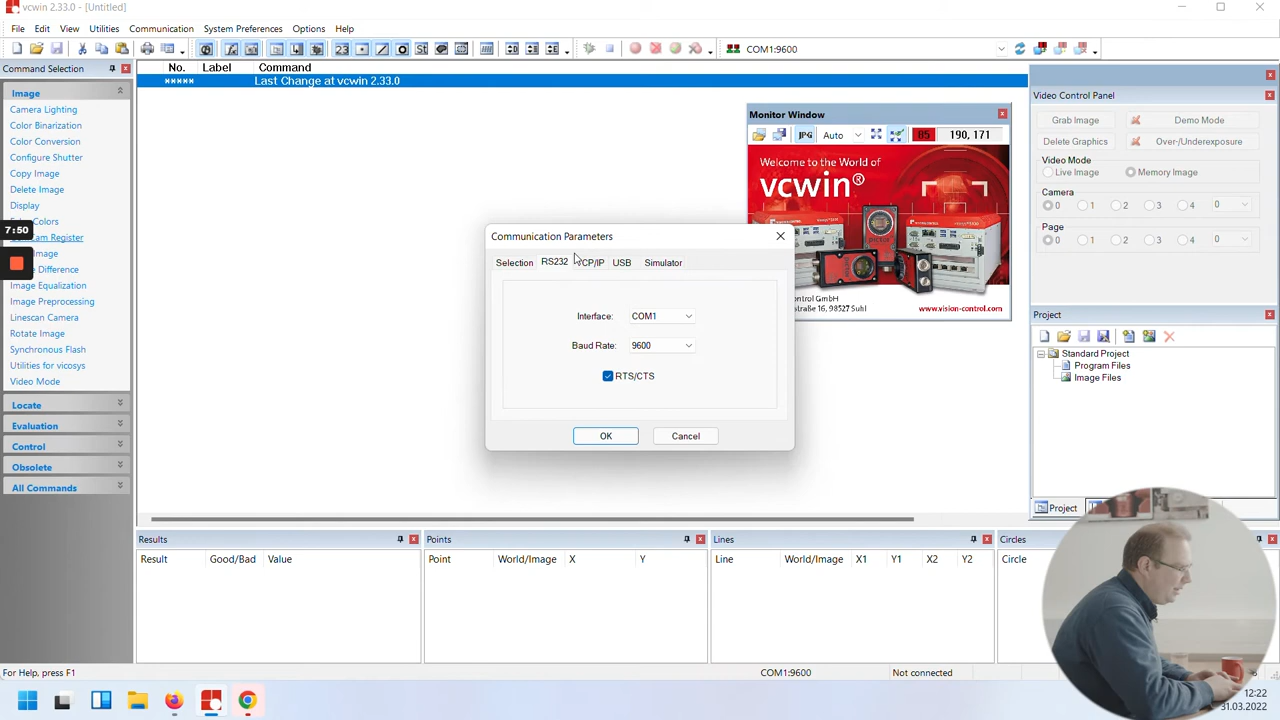 vcwin 2.33.0 - [Untitled]
File Edit View Utilities Communication System Preferences Options Help
COM1:9600
Command Selection
Image
Camera Lighting
Color Binarization
Color Conversion
Configure Shutter
Copy Image
Delete Image
Display
Colors
Register
Image
Difference
Image Equalization
Image Preprocessing
Linescan Camera
Rotate Image
Synchronous Flash
Utilities for vicosys
Video Mode
Locate
Evaluation
Control
Obsolete
All Commands
7:50
No. Label Command
***** Last Change at vcwin 2.33.0
Monitor Window
JPG Auto 85 190, 171
Welcome to the World of
vcwin®
ntrol GmbH
straße 16, 98527 Suhl
www.vision-control.com
Communication Parameters
Selection RS232 TCP/IP USB Simulator
Interface: COM1
Baud Rate: 9600
RTS/CTS
OK Cancel
Video Control Panel
Grab Image Demo Mode
Delete Graphics Over-/Underexposure
Video Mode
Live Image Memory Image
Camera
0 1 2 3 4 0
Page
0 1 2 3 4 0
Project
Standard Project
Program Files
Image Files
Project
Results
Result Good/Bad Value
Points
Point World/Image X Y
Lines
Line World/Image X1 Y1 X2 Y2
Circles
Circle
For Help, press F1
COM1:9600 Not connected
12:22
31.03.2022